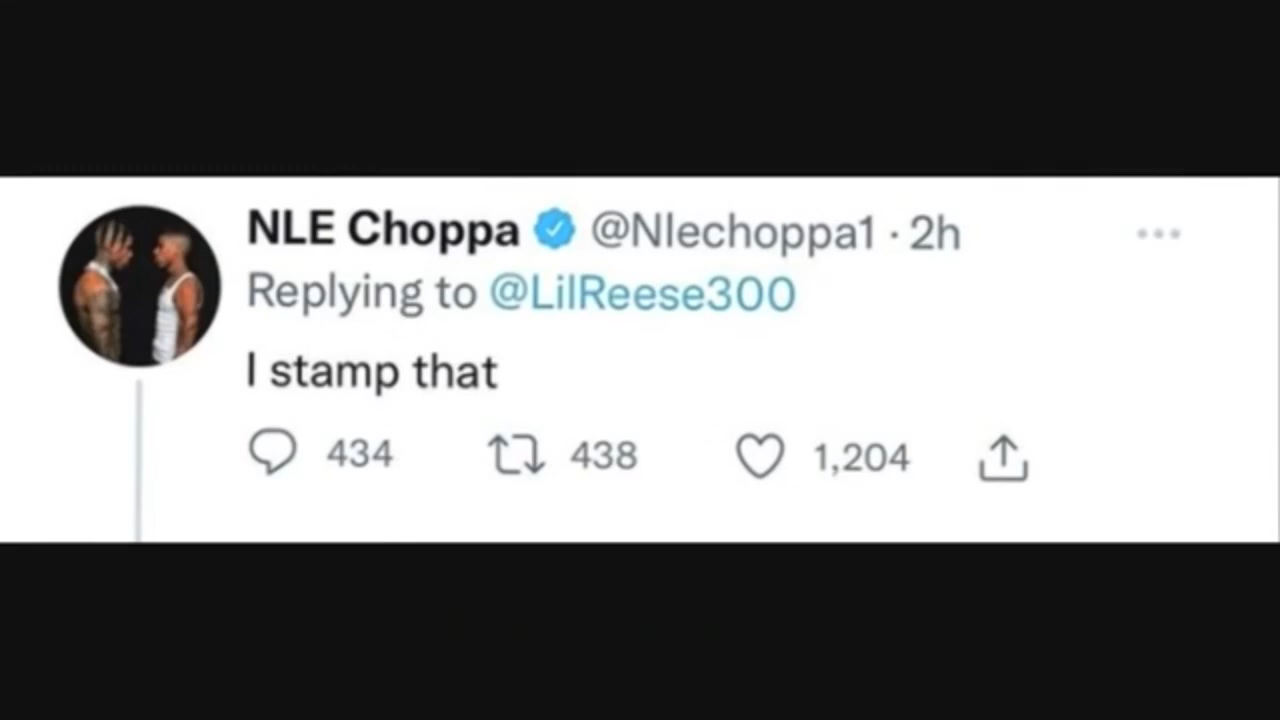 NLE Choppa @Nlechoppa1 · 2h
Replying to @LilReese300
I stamp that
434 438 1,204